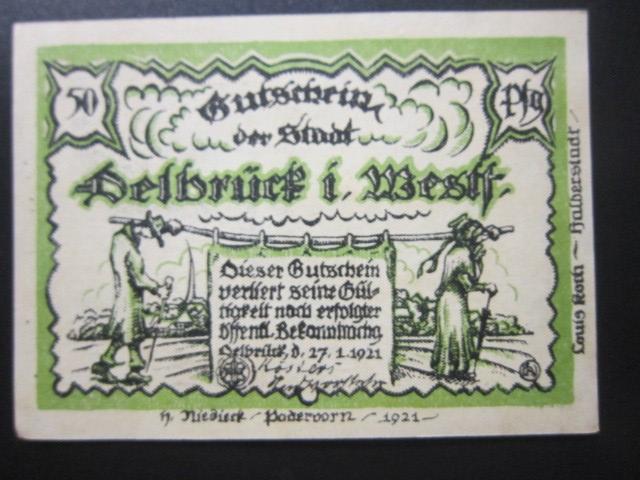 50
Pfg
Gutschein
der Stadt
Delbrück i. Westf.
Dieser Gutschein
verliert seine Gül-
tigkeit nach erfolgter
öffentl. Bekanntmchg
Delbrück, d. 27.1.1921
H. Niedieck - Paderborn - 1921 -
Louis Koch - Halberstadt